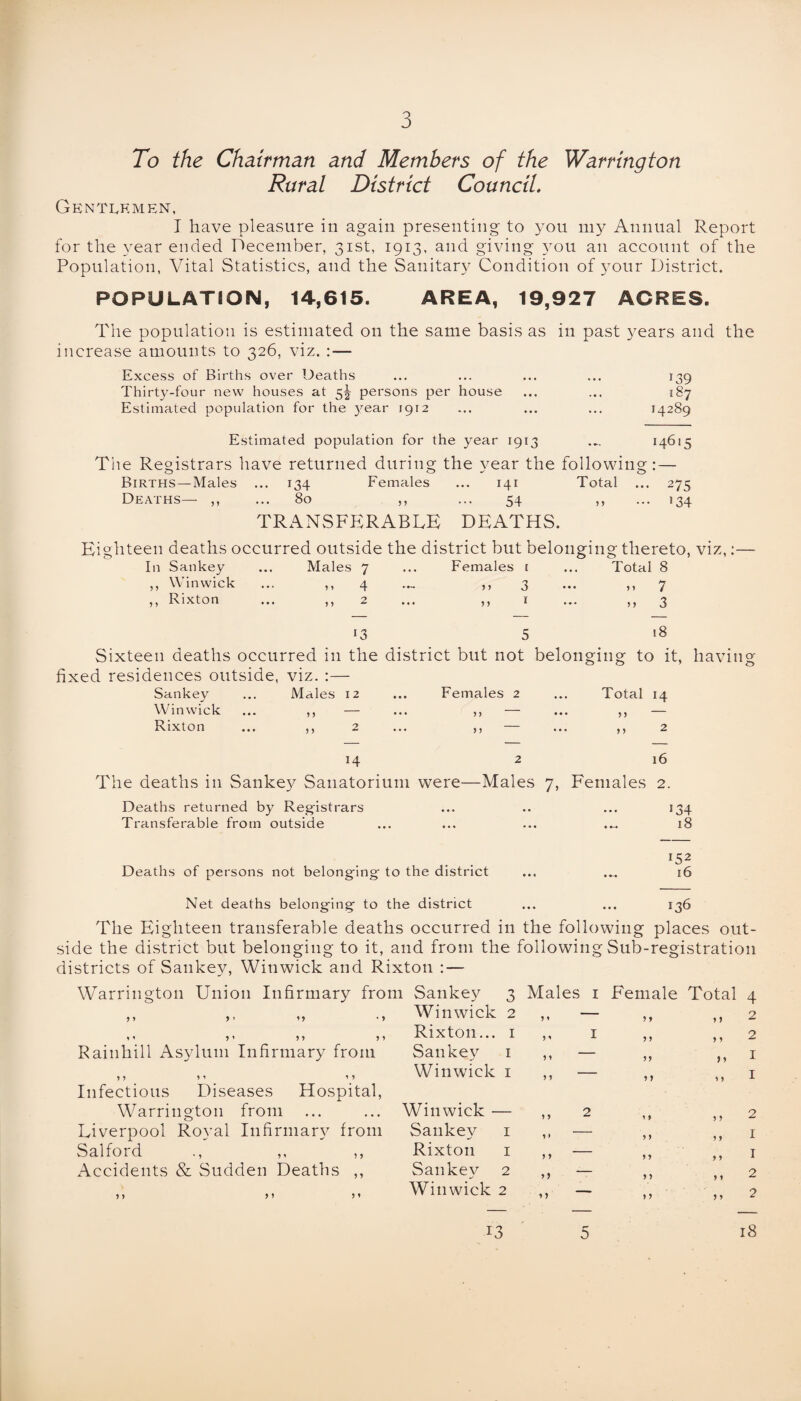 3
To the Chairman and Members of the Warrington
Rural District Council.
GENTLEMEN,
I have pleasure in again presenting to you my Annual Report
for the year ended December, 31st, 1913, and giving you an account of the
Population, Vital Statistics, and the Sanitary Condition of your District.
POPULATION, 14,615. AREA, 19,927 ACRES.
The population is estimated on the same basis as in past years and the
increase amounts to 326, viz. :—
Excess of Births over Deaths ... ... ... ... 139
Thirty-four new houses at 5½ persons per house ... ... 187
Estimated population for the year 1912 ... ... ... 14289
Estimated population for the year 1913 ... 14615
The Registrars have returned during the year the following :—
BIRTHS—Males ... 134 Females ... 141 Total ... 275
DEATHS— ,, ... 80 ,, ... 54 ,, ... 134
TRANSFERABLE DEATHS.
Eighteen deaths occurred outside the district but belonging thereto, viz, :—
In Sankey ... Males 7 ... Females 1 ... Total 8
,, Winwick ... ,, 4 ... ,, 3 ... ,, 7
,, Rixton ... ,, 2 ... ,, 1 ... ,, 3
13 5 18
Sixteen deaths occurred in the district but not belonging to it, having
fixed residences outside, viz. :—
Sankey ... Males 12 ... Females 2 ... Total 14
Winwick ... ,, — ... ,, — ... ,, —
Rixton ... ,, 2 ... ,, — ... ,, 2
14 2 16
The deaths in Sankey Sanatorium were—Males 7, Females 2.
Deaths returned by Registrars ... .. ... 134
Transferable from outside ... ... ... ... 18
152
Deaths of persons not belonging to the district ... ... 16
Net deaths belonging to the district ... ... 136
The Eighteen transferable deaths occurred in the following places out-
side the district but belonging to it, and from the following Sub-registration
districts of Sankey, Winwick and Rixton :—
Warrington Union Infirmary from Sankey 3 Males 1 Female Total 4
,, ,, ,, ,, Winwick 2 ,, — ,, ,, 2
,, ,, ,, ,, Rixton... 1 ,, 1 ,, ,, 2
Rainhill Asylum Infirmary from Sankey 1 ,, — ,, ,, 1
,, ,, ,, Winwick 1 ,, — ,, ,, 1
Infectious Diseases Hospital,
Warrington from ... ... Winwick — ,, 2 ,, ,, 2
Liverpool Royal Infirmary from Sankey 1 ,, — ,, ,, 1
Salford ., ,, ,, Rixton 1 ,, — ,, ,, 1
Accidents & Sudden Deaths ,, Sankey 2 ,, — ,, ,, 2
,, ,, ,, Winwick 2 ,, — ,, ,, 2
13 5 18